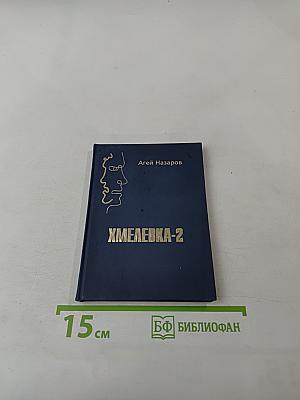 Агей Назаров
ХМЕЛЕВКА-2
15 см
БФ БИБЛИОФАН